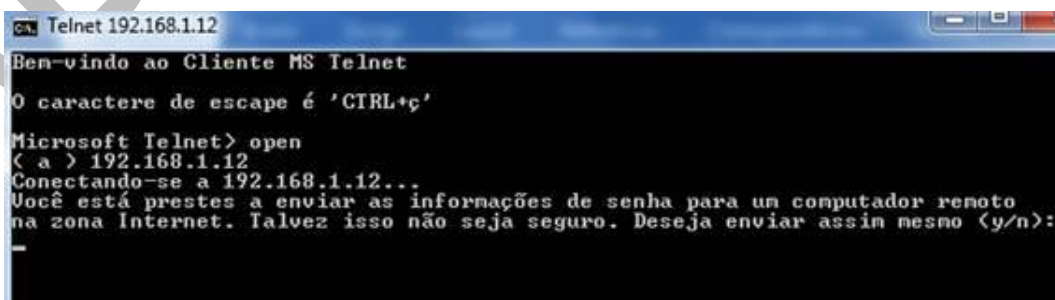 Telnet 192.168.1.12
Bem-vindo ao Cliente MS Telnet
O caractere de escape é 'CTRL+ç'
Microsoft Telnet> open
( a ) 192.168.1.12
Conectando-se a 192.168.1.12...
Você está prestes a enviar as informações de senha para um computador remoto
na zona Internet. Talvez isso não seja seguro. Deseja enviar assim mesmo (y/n):